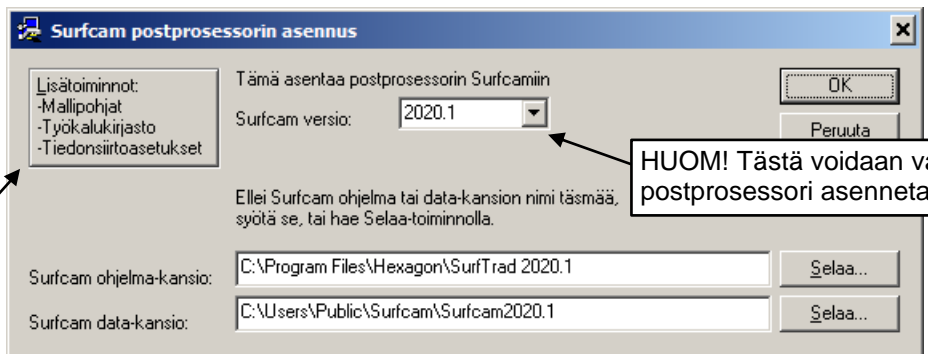 Surfcam postprosessorin asennus
Lisätoiminnot:
-Mallipohjat
-Työkalukirjasto
-Tiedonsiirtoasetukset
Tämä asentaa postprosessorin Surfcamiin
Surfcam versio:
2020.1
OK
Peruuta
HUOM! Tästä voidaan va
postprosessori asenneta
Ellei Surfcam ohjelma tai data-kansion nimi täsmää,
syötä se, tai hae Selaa-toiminnolla.
Surfcam ohjelma-kansio:
C:\Program Files\Hexagon\SurfTrad 2020.1
Selaa...
Surfcam data-kansio:
C:\Users\Public\Surfcam\Surfcam2020.1
Selaa...